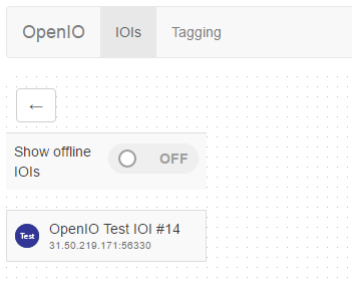 OpenIO IOIs Tagging
←
Show offline
IOIs
OFF
Test
OpenIO Test IOI #14
31.50.219.171:56330